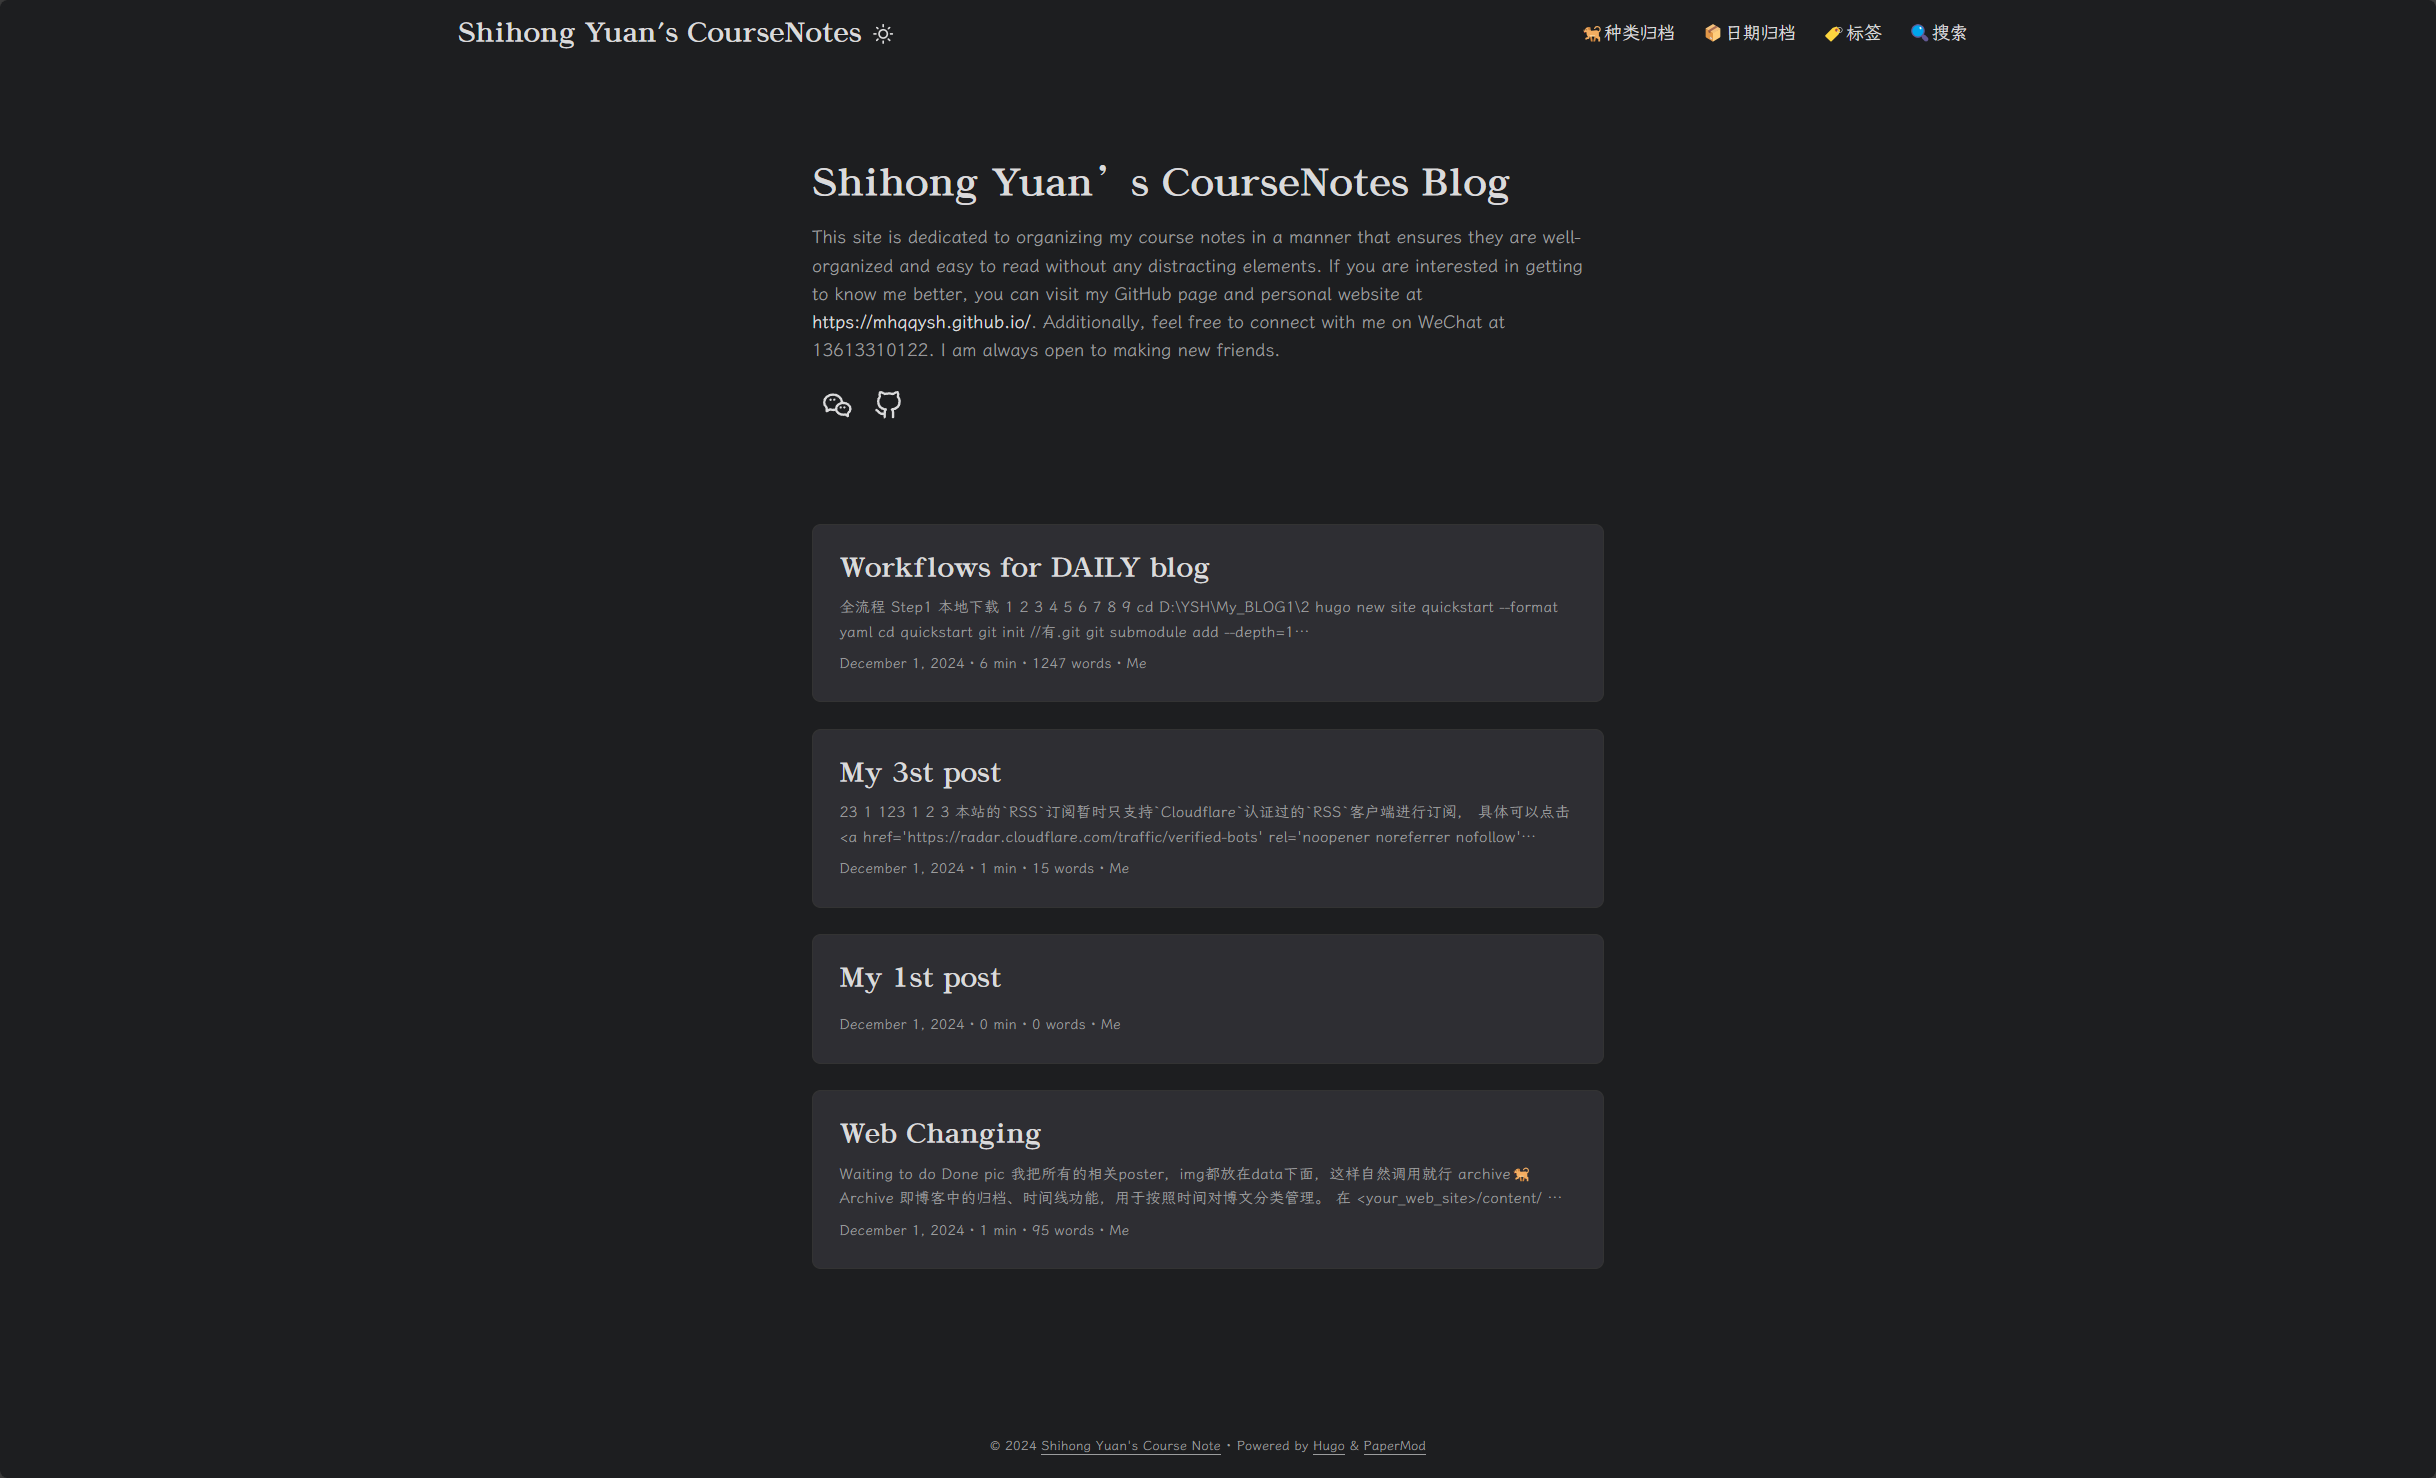 Shihong Yuan's CourseNotes
🐈种类归档 📦日期归档 🏷️标签 🔍搜索
Shihong Yuan’s CourseNotes Blog
This site is dedicated to organizing my course notes in a manner that ensures they are well-
organized and easy to read without any distracting elements. If you are interested in getting
to know me better, you can visit my GitHub page and personal website at
https://mhqqysh.github.io/. Additionally, feel free to connect with me on WeChat at
13613310122. I am always open to making new friends.
Workflows for DAILY blog
全流程 Step1 本地下载 1 2 3 4 5 6 7 8 9 cd D:\YSH\My_BLOG1\2 hugo new site quickstart --format
yaml cd quickstart git init //有.git git submodule add --depth=1…
December 1, 2024 · 6 min · 1247 words · Me
My 3st post
23 1 123 1 2 3 本站的`RSS`订阅暂时只支持`Cloudflare`认证过的`RSS`客户端进行订阅， 具体可以点击
<a href='https://radar.cloudflare.com/traffic/verified-bots' rel='noopener noreferrer nofollow'…
December 1, 2024 · 1 min · 15 words · Me
My 1st post
December 1, 2024 · 0 min · 0 words · Me
Web Changing
Waiting to do Done pic 我把所有的相关poster，img都放在data下面，这样自然调用就行 archive🐈
Archive 即博客中的归档、时间线功能，用于按照时间对博文分类管理。 在 <your_web_site>/content/ …
December 1, 2024 · 1 min · 95 words · Me
© 2024 Shihong Yuan's Course Note · Powered by Hugo & PaperMod